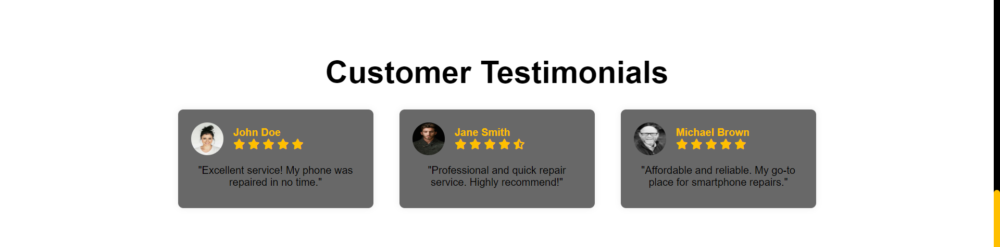 Customer Testimonials
John Doe
"Excellent service! My phone was
repaired in no time."
Jane Smith
"Professional and quick repair
service. Highly recommend!"
Michael Brown
"Affordable and reliable. My go-to
place for smartphone repairs."